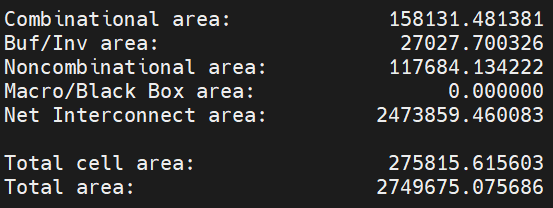 Combinational area: 158131.481381
Buf/Inv area: 27027.700326
Noncombinational area: 117684.134222
Macro/Black Box area: 0.000000
Net Interconnect area: 2473859.460083
Total cell area: 275815.615603
Total area: 2749675.075686